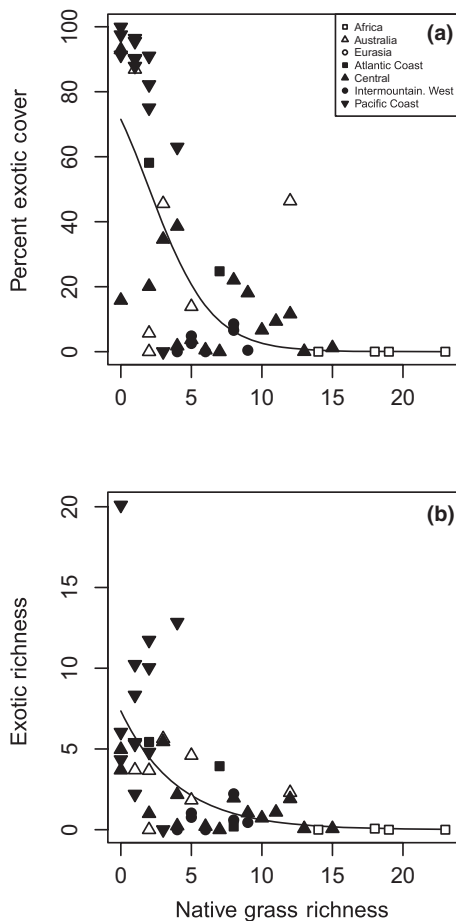 (a)
Africa
Australia
Eurasia
Atlantic Coast
Central
Intermountain. West
Pacific Coast
Percent exotic cover
100
80
60
40
20
0
0 5 10 15 20
(b)
Exotic richness
20
15
10
5
0
0 5 10 15 20
Native grass richness